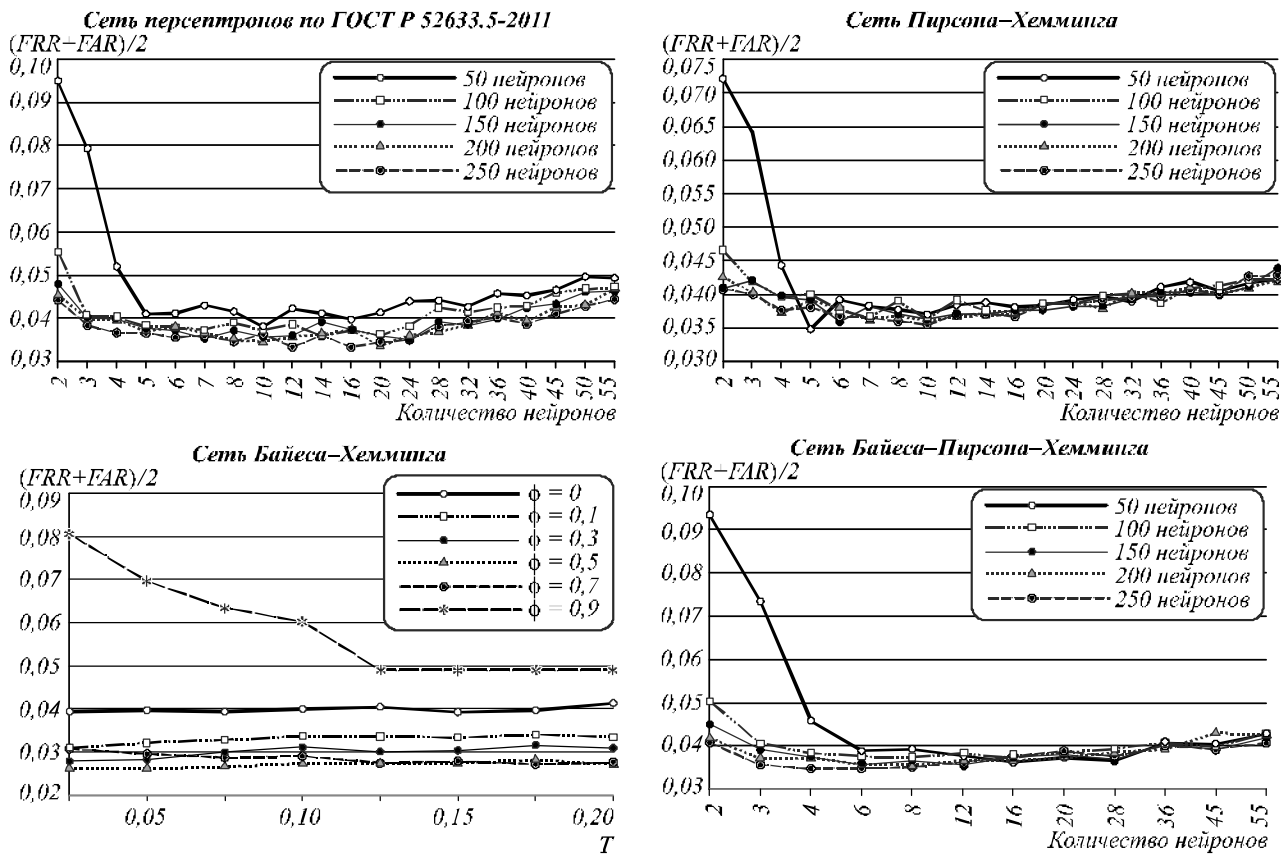 Сеть персептронов по ГОСТ Р 52633.5-2011
(FRR+FAR)/2
0,10
0,09
0,08
0,07
0,06
0,05
0,04
0,03
50 нейронов
100 нейронов
150 нейронов
200 нейронов
250 нейронов
2 3 4 5 6 7 8 10 12 14 16 20 24 28 32 36 40 45 50 55
Количество нейронов
Сеть Пирсона–Хемминга
(FRR+FAR)/2
0,075
0,070
0,065
0,060
0,055
0,050
0,045
0,040
0,035
0,030
50 нейронов
100 нейронов
150 нейронов
200 нейронов
250 нейронов
2 3 4 5 6 7 8 10 12 14 16 20 24 28 32 36 40 45 50 55
Количество нейронов
Сеть Байеса–Хемминга
(FRR+FAR)/2
0,09
0,08
0,07
0,06
0,05
0,04
0,03
0,02
ϕ = 0
ϕ = 0,1
ϕ = 0,3
ϕ = 0,5
ϕ = 0,7
ϕ = 0,9
0,05 0,10 0,15 0,20
T
Сеть Байеса–Пирсона–Хемминга
(FRR+FAR)/2
0,10
0,09
0,08
0,07
0,06
0,05
0,04
0,03
50 нейронов
100 нейронов
150 нейронов
200 нейронов
250 нейронов
2 3 4 6 8 12 16 20 28 36 45 55
Количество нейронов